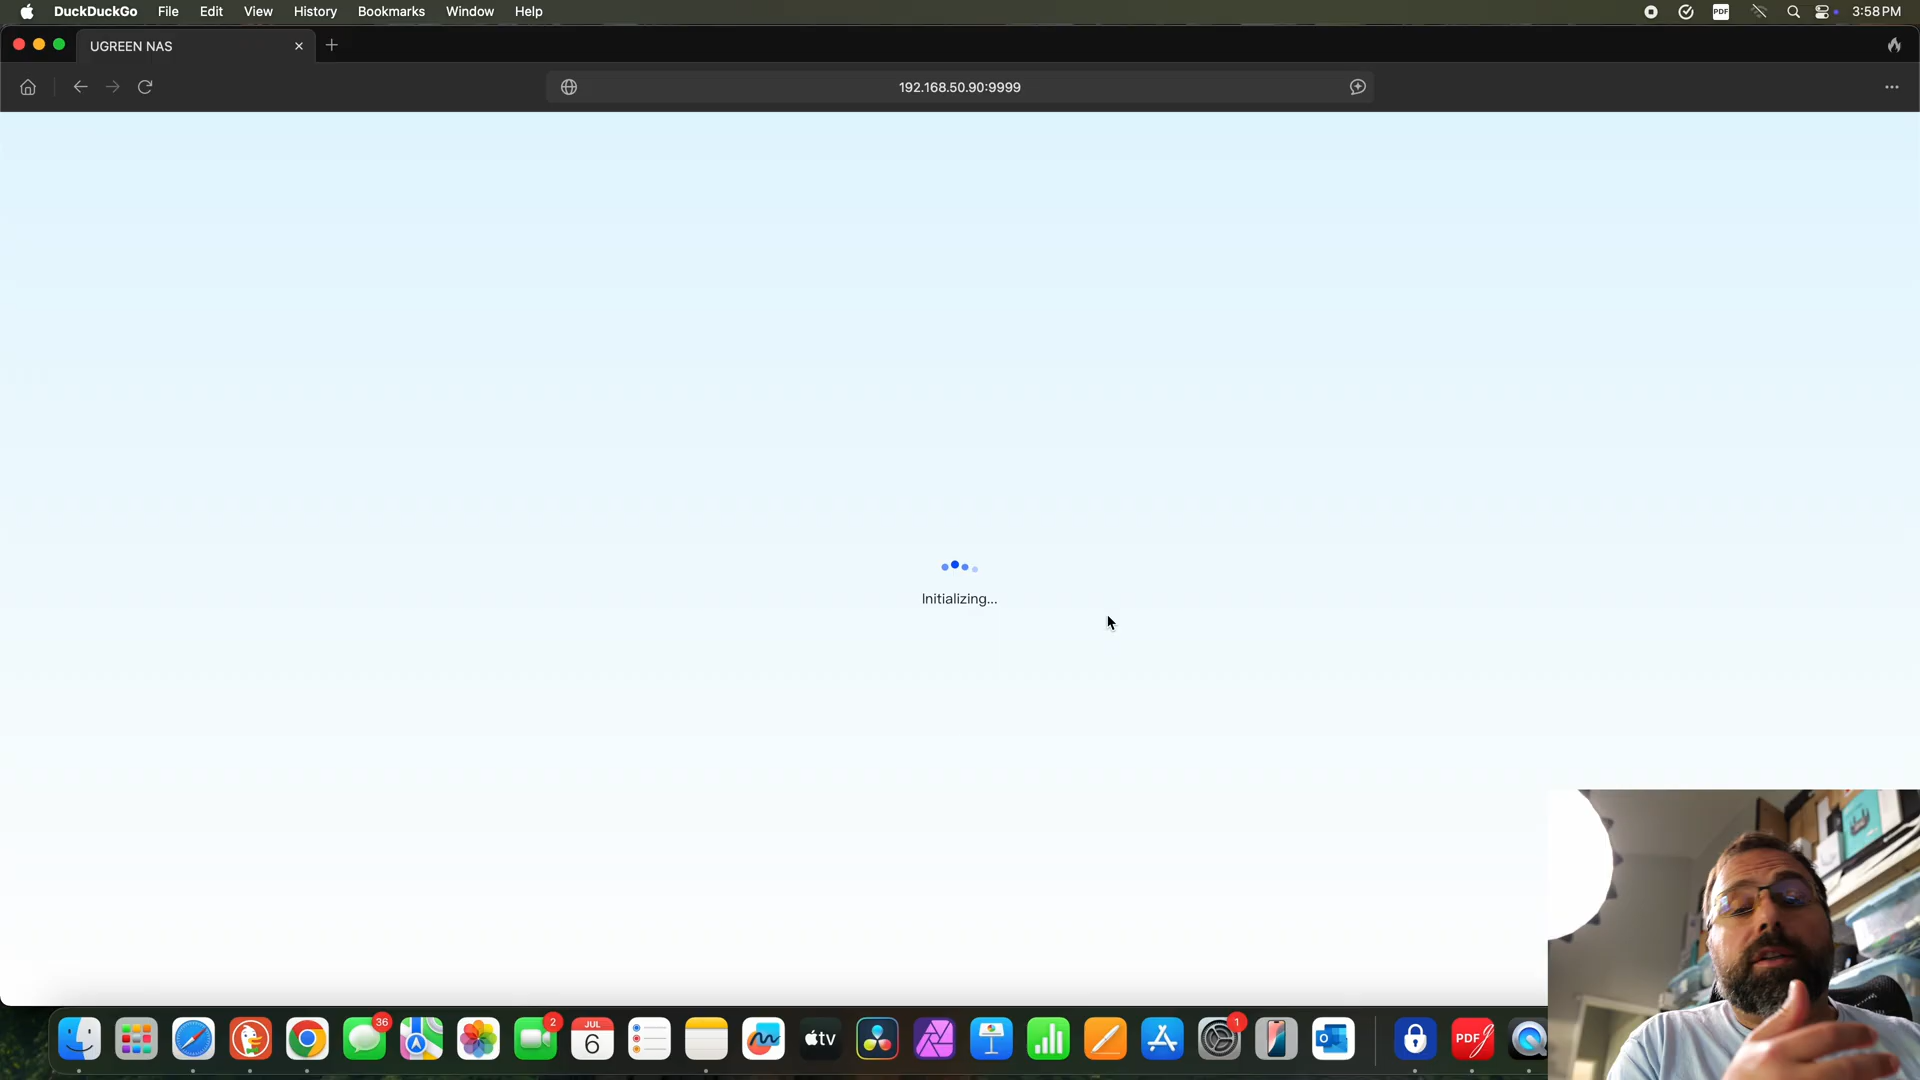 DuckDuckGo File Edit View History Bookmarks Window Help PDF 3:58 PM
UGREEN NAS
192.168.50.90:9999
Initializing...
36 2 JUL 6 tv 1 PDF